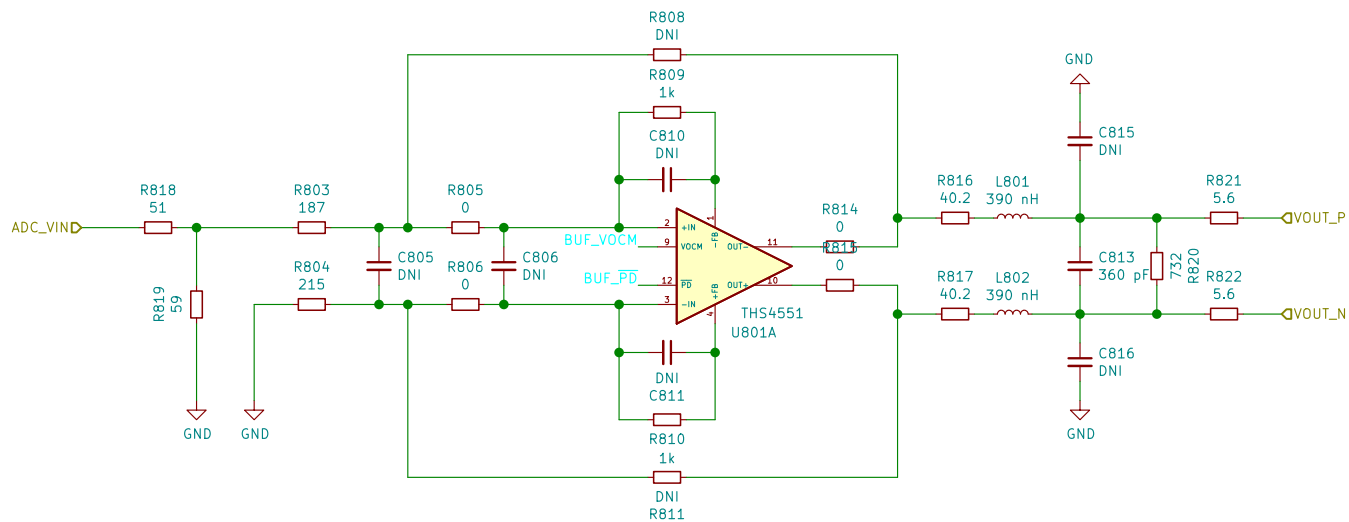 R808
DNI
R809
1k
C810
DNI
GND
C815
DNI
R818
51
R803
187
R805
0
R814
0
R816
40.2
L801
390 nH
R821
5.6
ADC_VIN
VOUT_P
2
+IN
1
-FB
BUF_VOCM
9
VOCM
OUT-
11
R815
0
C805
DNI
C806
DNI
C813
360 pF
732
R820
R819
59
R804
215
R806
0
BUF_PD
12
PD
OUT+
10
R817
40.2
L802
390 nH
R822
5.6
3
-IN
+FB
4
VOUT_N
THS4551
U801A
C816
DNI
DNI
C811
GND
GND
GND
R810
1k
DNI
R811